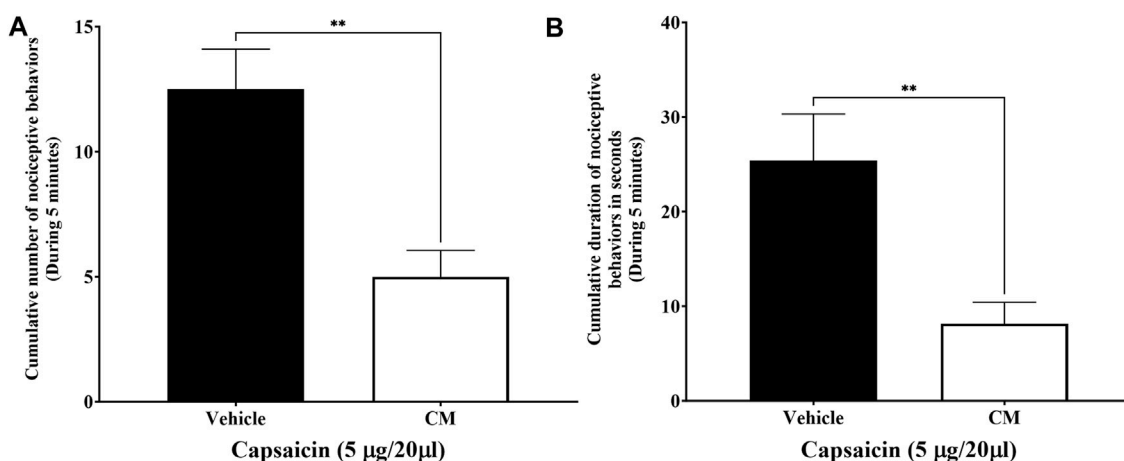 A
Cumulative number of nociceptive behaviors
(During 5 minutes)
15
10
5
0
**
Vehicle
CM
Capsaicin (5 μg/20μl)
B
Cumulative duration of nociceptive
behaviors in seconds
(During 5 minutes)
40
30
20
10
0
**
Vehicle
CM
Capsaicin (5 μg/20μl)